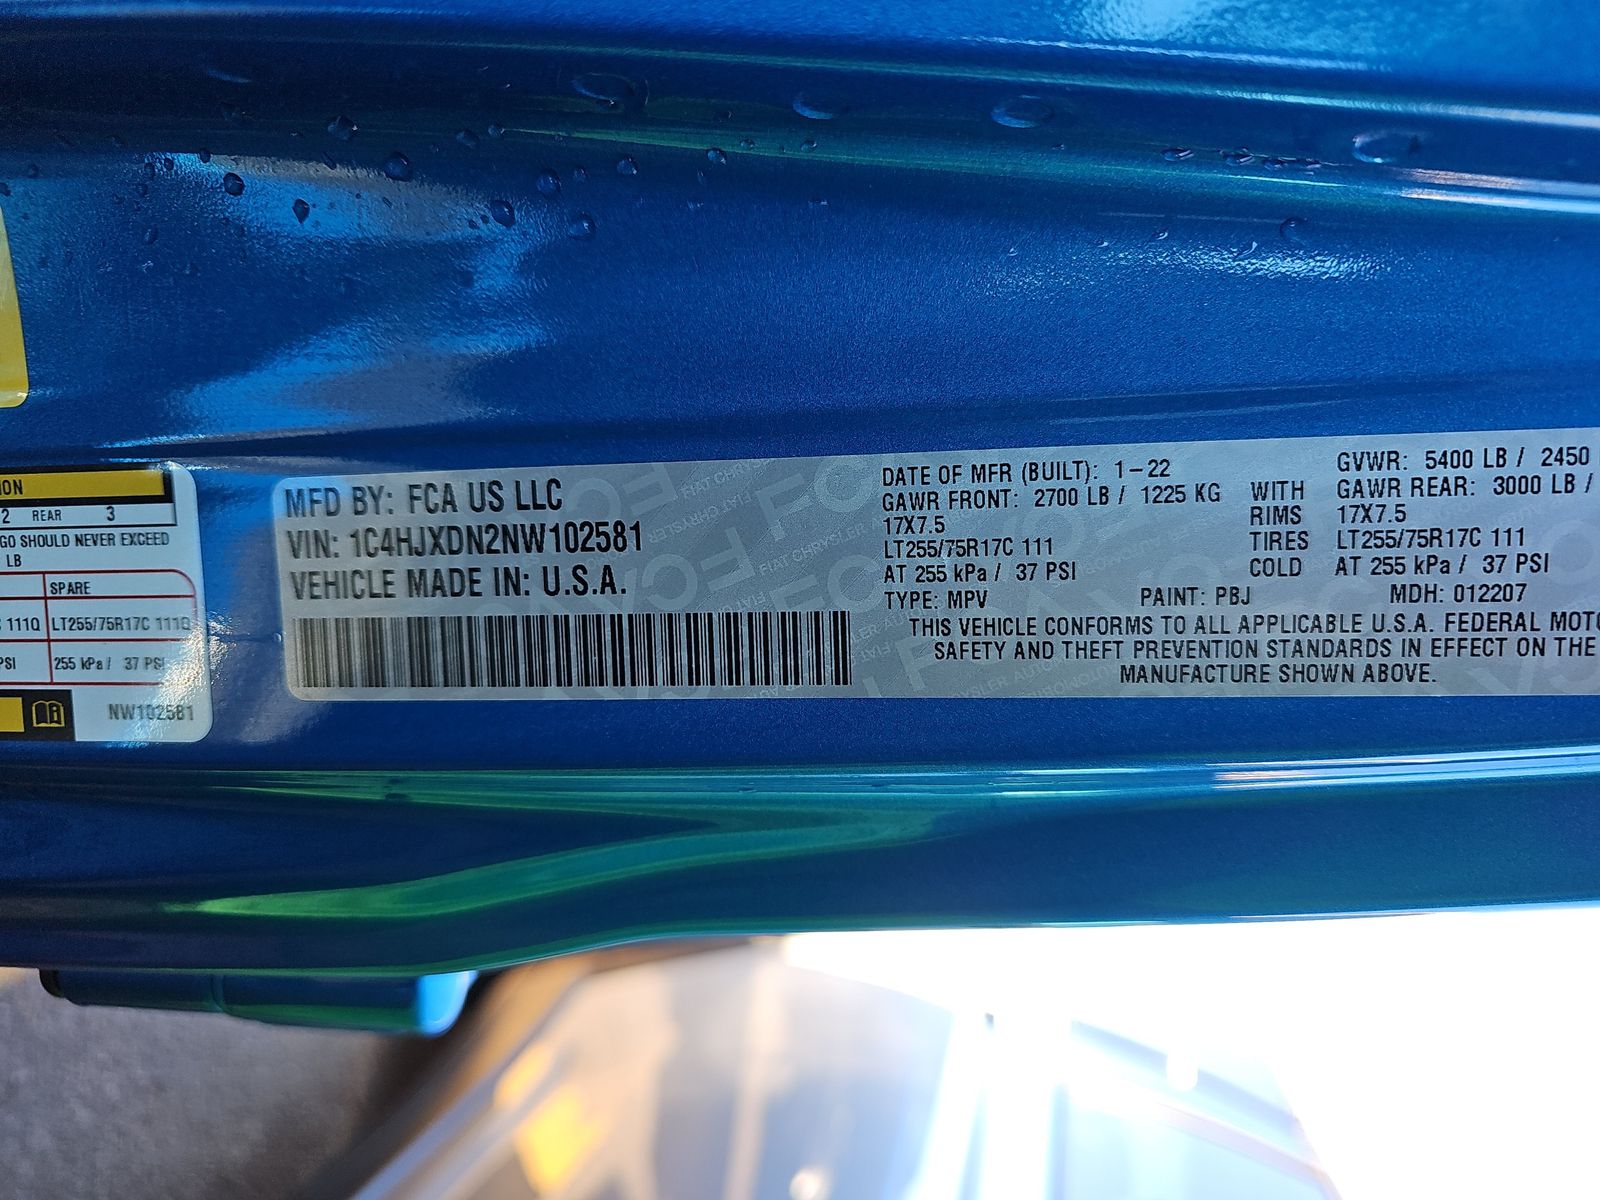 ION
2 REAR 3
GO SHOULD NEVER EXCEED
LB
SPARE
C 111Q LT255/75R17C 111Q
PSI 255 kPa / 37 PSI
NW102581
MFD BY: FCA US LLC
VIN: 1C4HJXDN2NW102581
VEHICLE MADE IN: U.S.A.
DATE OF MFR (BUILT): 1-22 GVWR: 5400 LB / 2450
GAWR FRONT: 2700 LB / 1225 KG WITH GAWR REAR: 3000 LB /
17X7.5 RIMS 17X7.5
LT255/75R17C 111 TIRES LT255/75R17C 111
AT 255 kPa / 37 PSI COLD AT 255 kPa / 37 PSI
TYPE: MPV PAINT: PBJ MDH: 012207
THIS VEHICLE CONFORMS TO ALL APPLICABLE U.S.A. FEDERAL MOTO
SAFETY AND THEFT PREVENTION STANDARDS IN EFFECT ON THE
MANUFACTURE SHOWN ABOVE.